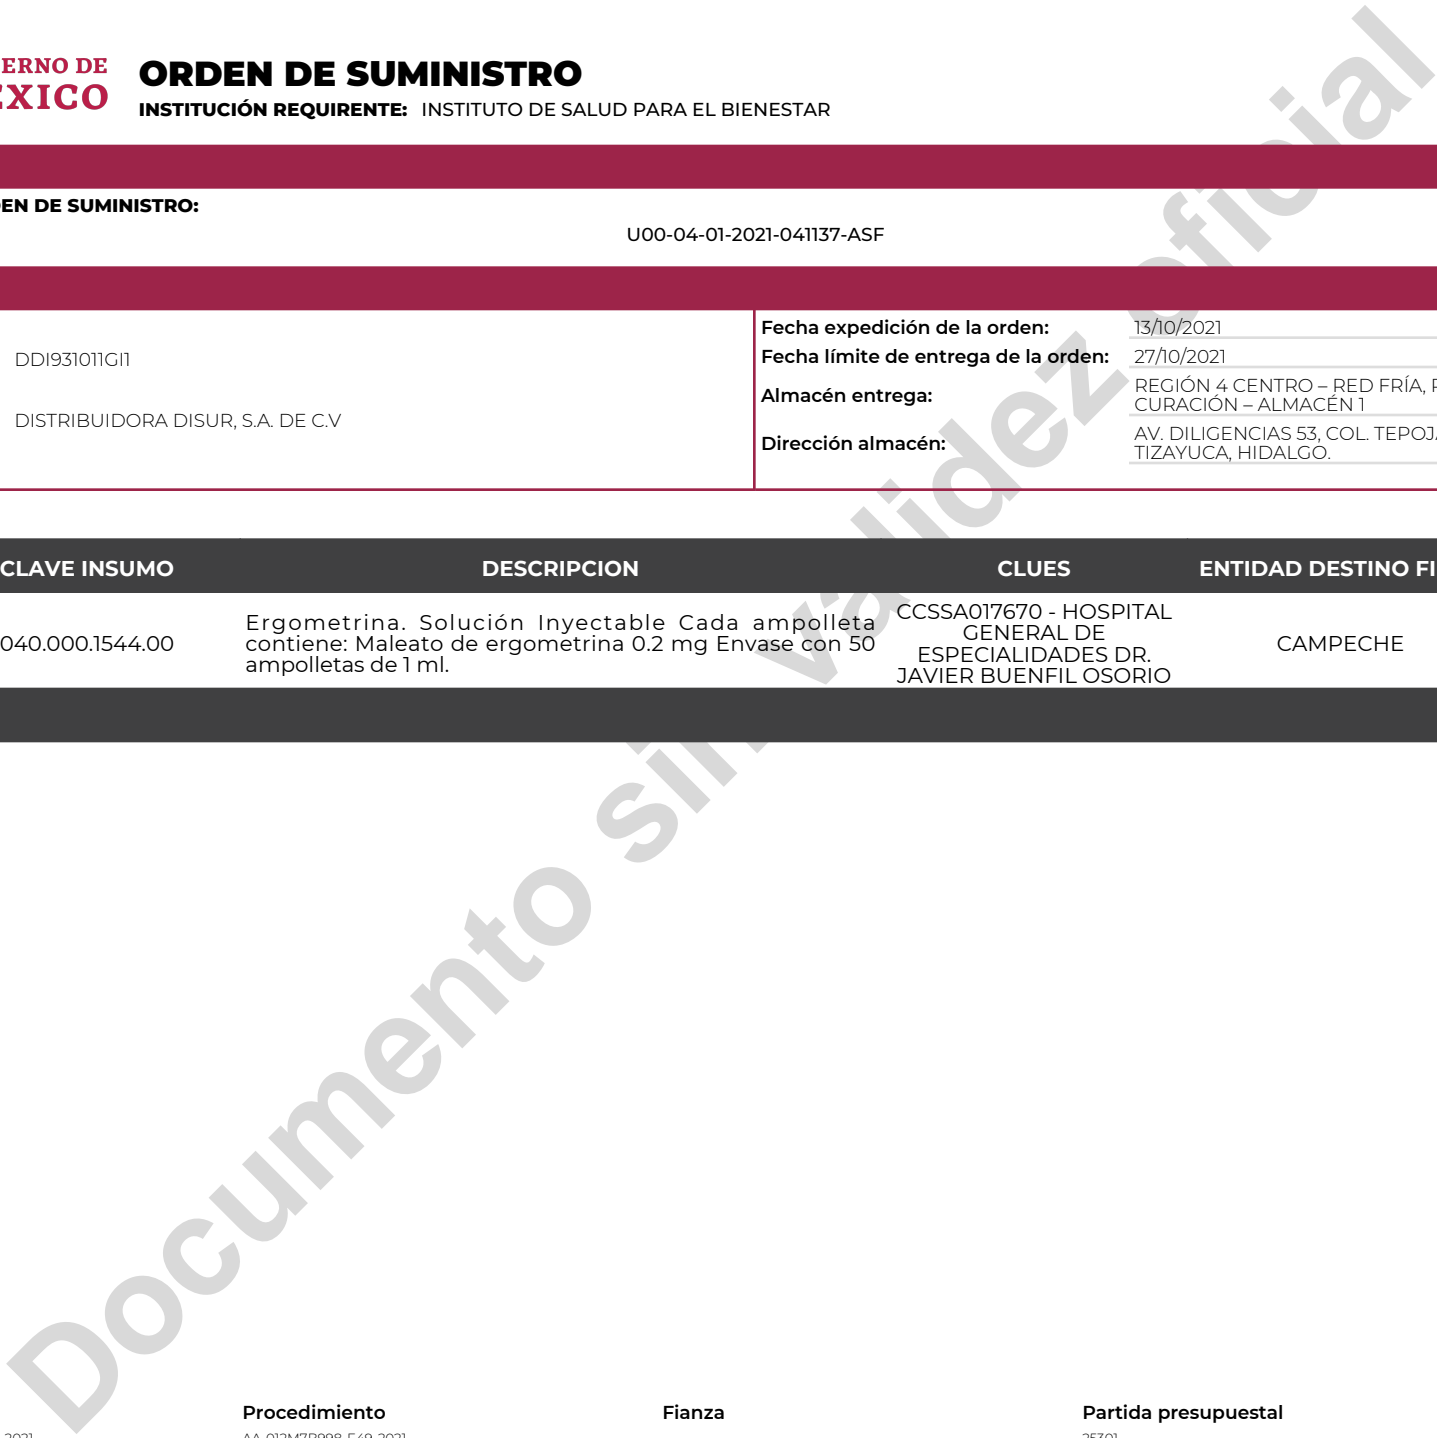 ERNO DE
ORDEN DE SUMINISTRO
INSTITUCIÓN REQUIRENTE: INSTITUTO DE SALUD PARA EL BIENESTAR
EN DE SUMINISTRO:
U00-04-01-2021-041137-ASF
DDI931011GI1
DISTRIBUIDORA DISUR, S.A. DE C.V
Fecha expedición de la orden: 13/10/2021
Fecha límite de entrega de la orden: 27/10/2021
Almacén entrega: REGIÓN 4 CENTRO – RED FRÍA,
CURACIÓN – ALMACÉN 1
Dirección almacén: AV. DILIGENCIAS 53, COL. TEPOJA
TIZAYUCA, HIDALGO.
CLAVE INSUMO DESCRIPCION CLUES ENTIDAD DESTINO FI
040.000.1544.00
Ergometrina. Solución Inyectable Cada ampolleta
contiene: Maleato de ergometrina 0.2 mg Envase con 50
ampolletas de 1 ml.
CCSSA017670 - HOSPITAL
GENERAL DE
ESPECIALIDADES DR.
JAVIER BUENFIL OSORIO
CAMPECHE
Documento sin validez oficial
Procedimiento Fianza Partida presupuestal